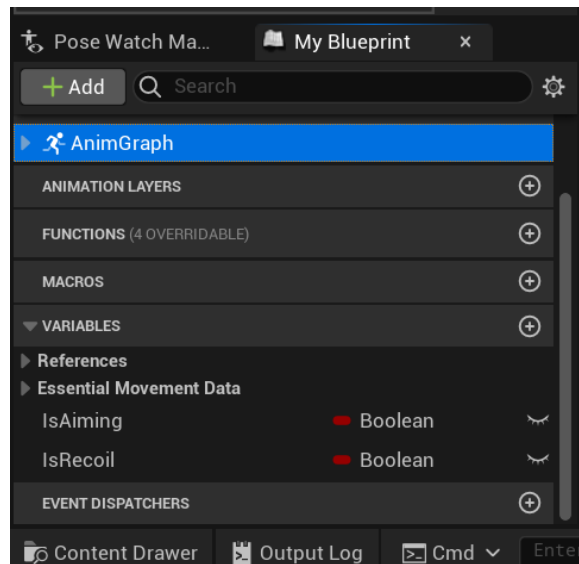 Pose Watch Ma... My Blueprint ×
+ Add Search
AnimGraph
ANIMATION LAYERS
FUNCTIONS (4 OVERRIDABLE)
MACROS
VARIABLES
References
Essential Movement Data
IsAiming Boolean
IsRecoil Boolean
EVENT DISPATCHERS
Content Drawer Output Log Cmd Ente